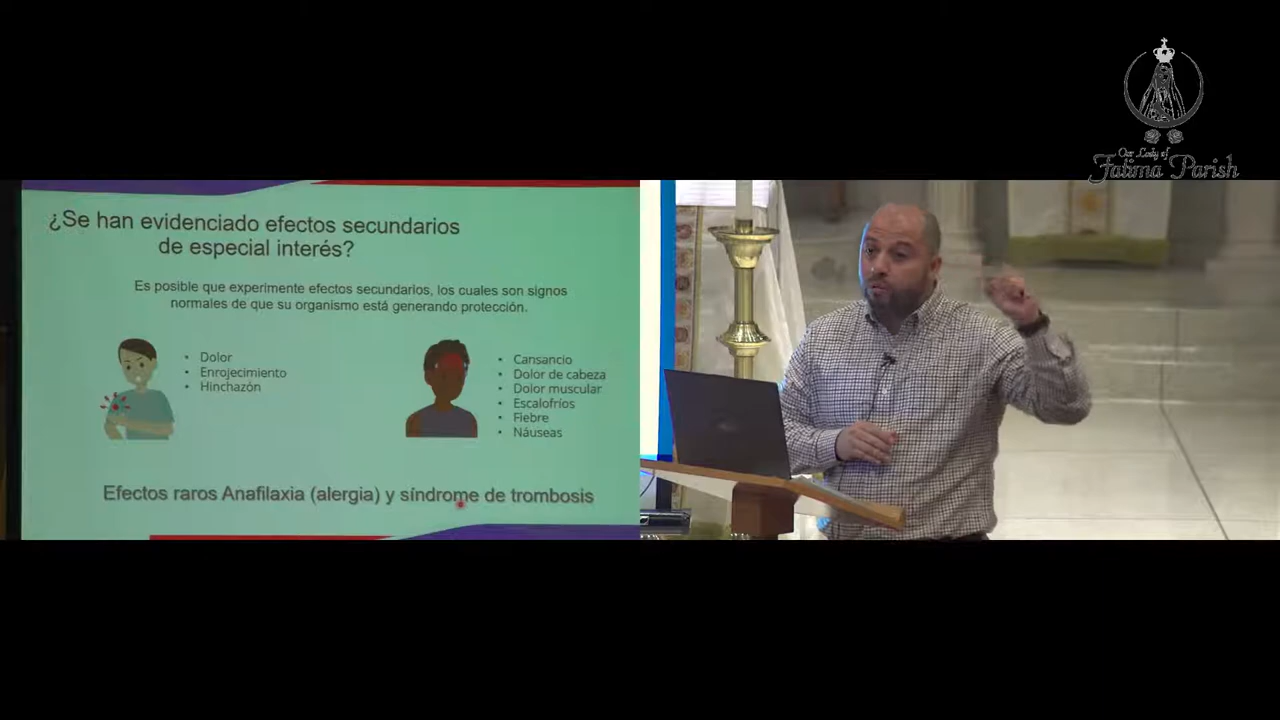 Our Lady of
Fatima Parish
¿Se han evidenciado efectos secundarios
de especial interés?
Es posible que experimente efectos secundarios, los cuales son signos
normales de que su organismo está generando protección.
• Dolor
• Enrojecimiento
• Hinchazón
• Cansancio
• Dolor de cabeza
• Dolor muscular
• Escalofríos
• Fiebre
• Náuseas
Efectos raros Anafilaxia (alergia) y síndrome de trombosis